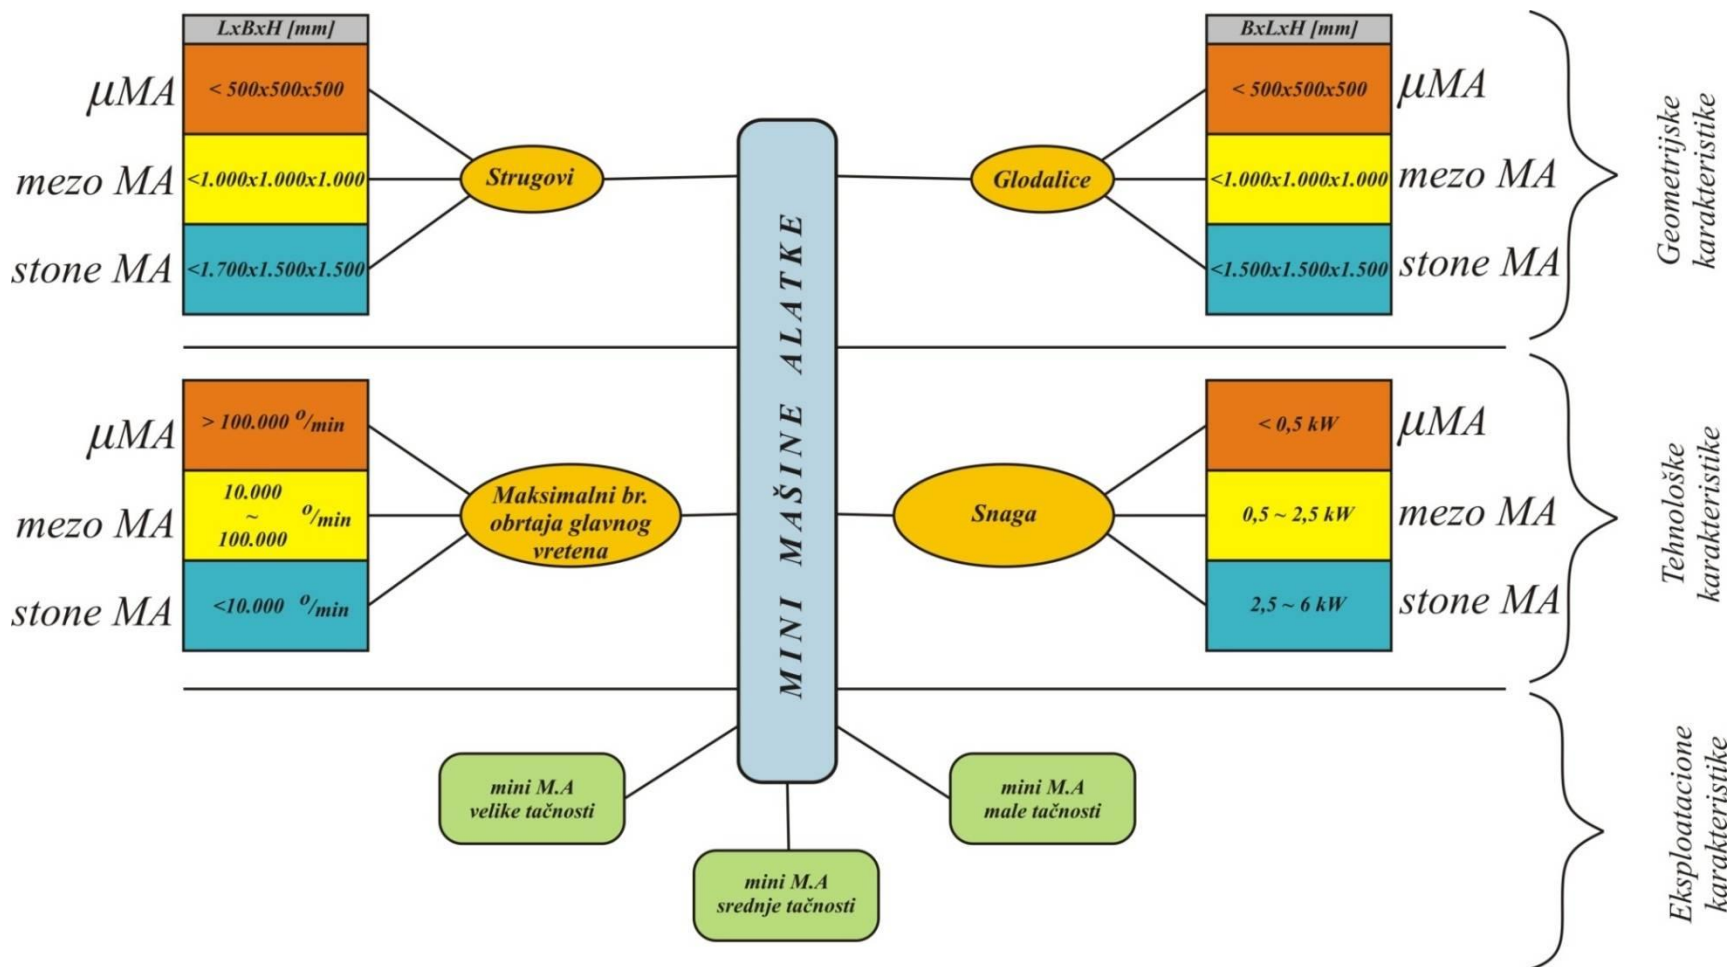 LxBxH [mm]
μMA
< 500x500x500
mezo MA
<1.000x1.000x1.000
stone MA
<1.700x1.500x1.500
Strugovi
MINI MAŠINE ALATKE
Glodalice
BxLxH [mm]
< 500x500x500
μMA
<1.000x1.000x1.000
mezo MA
<1.500x1.500x1.500
stone MA
Geometrijske
karakteristike
μMA
> 100.000 o/min
mezo MA
10.000
~
100.000
o/min
stone MA
<10.000 o/min
Maksimalni br.
obrtaja glavnog
vretena
Snaga
< 0,5 kW
μMA
0,5 ~ 2,5 kW
mezo MA
2,5 ~ 6 kW
stone MA
Tehnološke
karakteristike
mini M.A
velike tačnosti
mini M.A
srednje tačnosti
mini M.A
male tačnosti
Eksploatacione
karakteristike